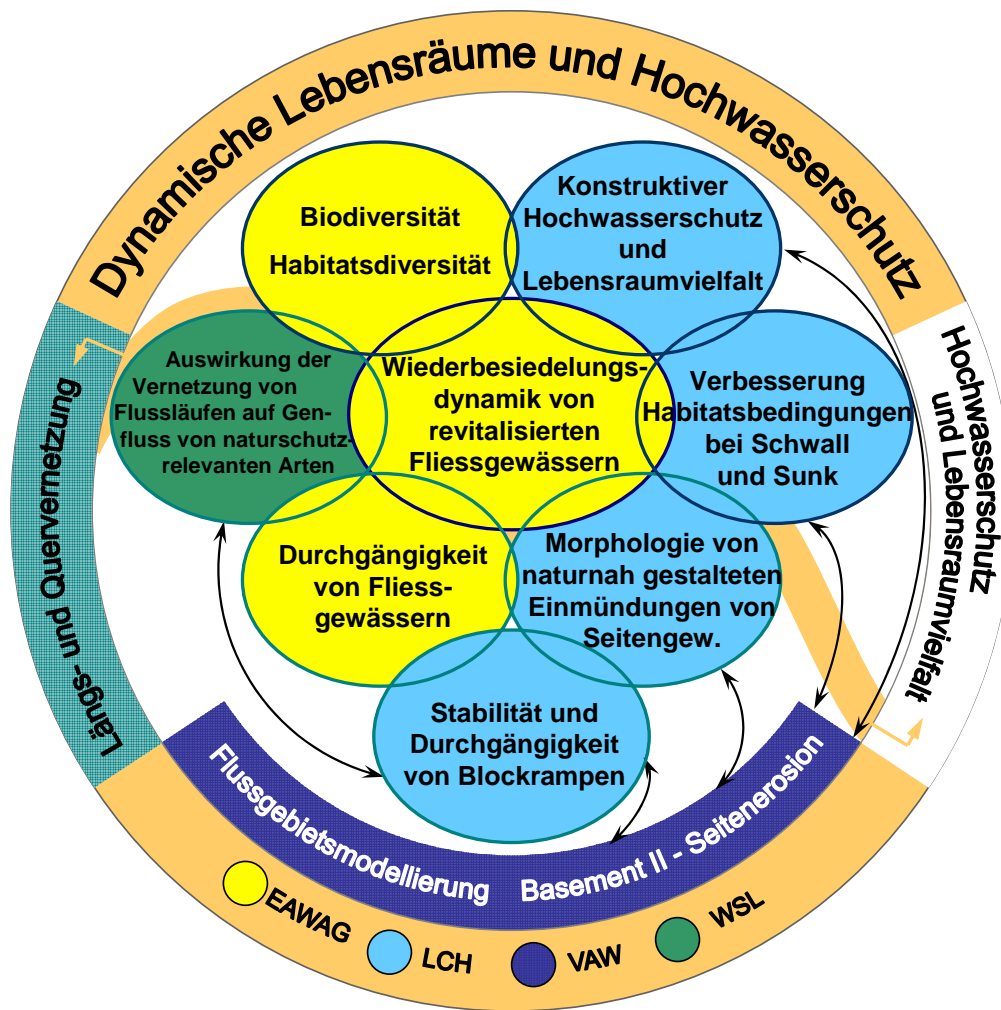 Dynamische Lebensräume und Hochwasserschutz
Biodiversität
Habitatsdiversität
Konstruktiver
Hochwasserschutz
und
Lebensraumvielfalt
Auswirkung der
Vernetzung von
Flussläufen auf Gen-
fluss von naturschutz-
relevanten Arten
Wiederbesiedelungs-
dynamik von
revitalisierten
Fliessgewässern
Verbesserung
Habitatsbedingungen
bei Schwall
und Sunk
Durchgängigkeit
von Fliess-
gewässern
Morphologie von
naturnah gestalteten
Einmündungen von
Seitengew.
Stabilität und
Durchgängigkeit
von Blockrampen
Längs- und Quervernetzung
Hochwasserschutz
und Lebensraumvielfalt
Flussgebietsmodellierung
Basement II - Seitenerosion
EAWAG
LCH
VAW
WSL